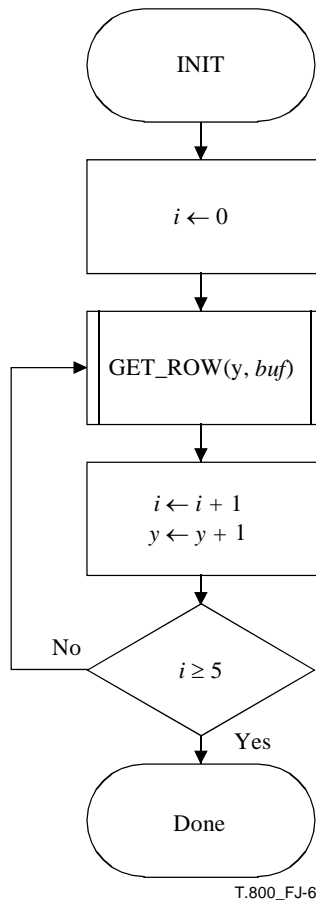 INIT
i ← 0
GET_ROW(y, buf)
i ← i + 1
y ← y + 1
No
i ≥ 5
Yes
Done
T.800_FJ-6